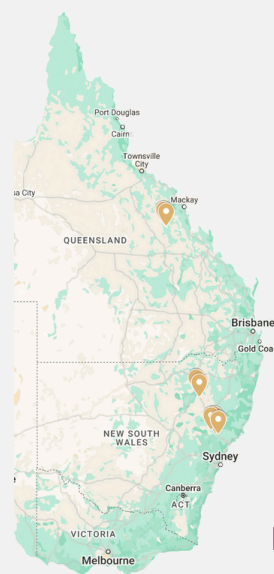 Port Douglas
Cairn
Townsville
City
ua City
Mackay
QUEENSLAND
Brisbane
Gold Coa
NEW SOUTH
WALES
Sydney
Canberra
ACT
VICTORIA
Melbourne